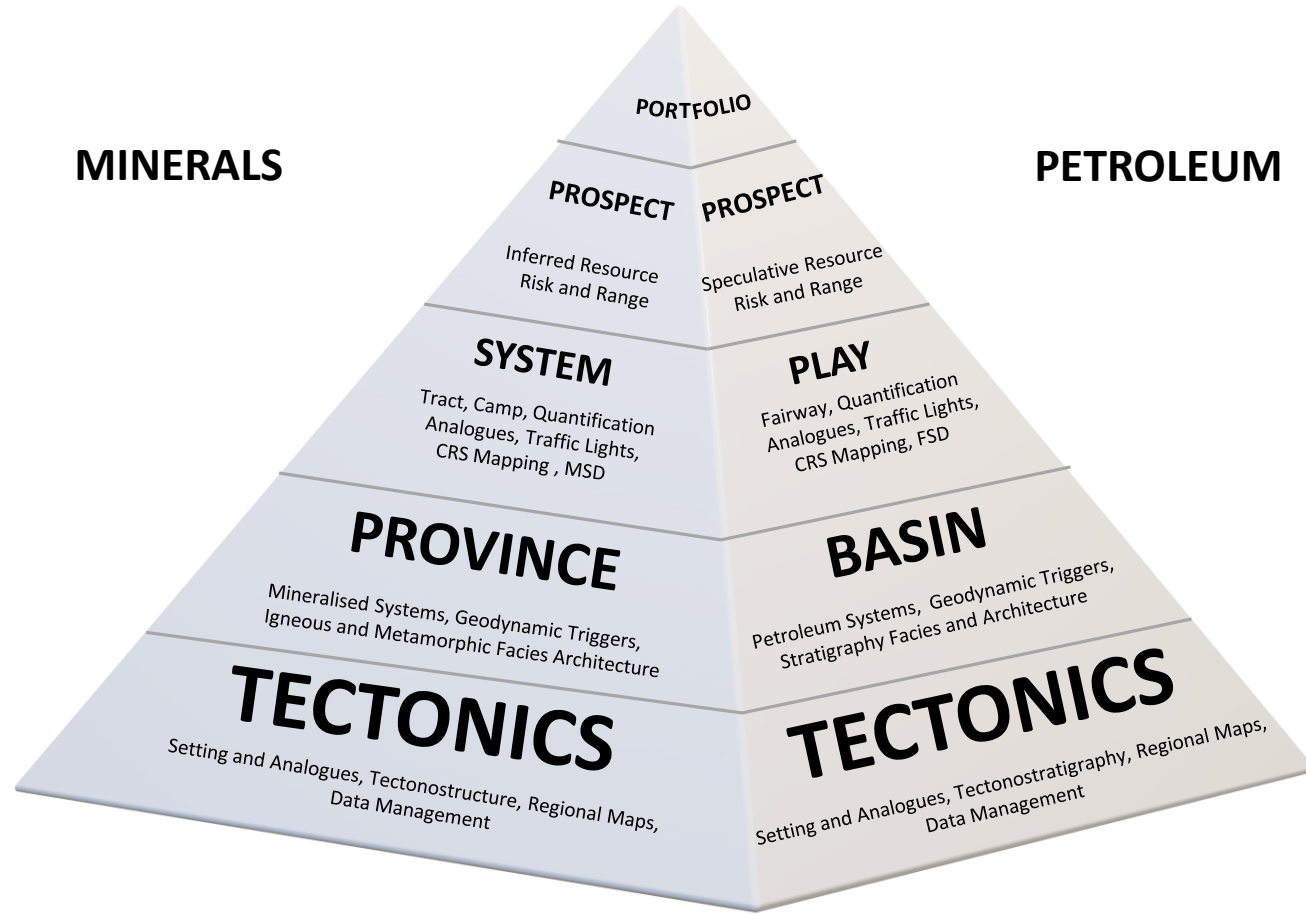 MINERALS
PETROLEUM
PORTFOLIO
PROSPECT
Inferred Resource
Risk and Range
PROSPECT
Speculative Resource
Risk and Range
SYSTEM
Tract, Camp, Quantification
Analogues, Traffic Lights,
CRS Mapping , MSD
PLAY
Fairway, Quantification
Analogues, Traffic Lights,
CRS Mapping, FSD
PROVINCE
Mineralised Systems, Geodynamic Triggers,
Igneous and Metamorphic Facies Architecture
BASIN
Petroleum Systems, Geodynamic Triggers,
Stratigraphy Facies and Architecture
TECTONICS
Setting and Analogues, Tectonostructure, Regional Maps,
Data Management
TECTONICS
Setting and Analogues, Tectonostratigraphy, Regional Maps,
Data Management